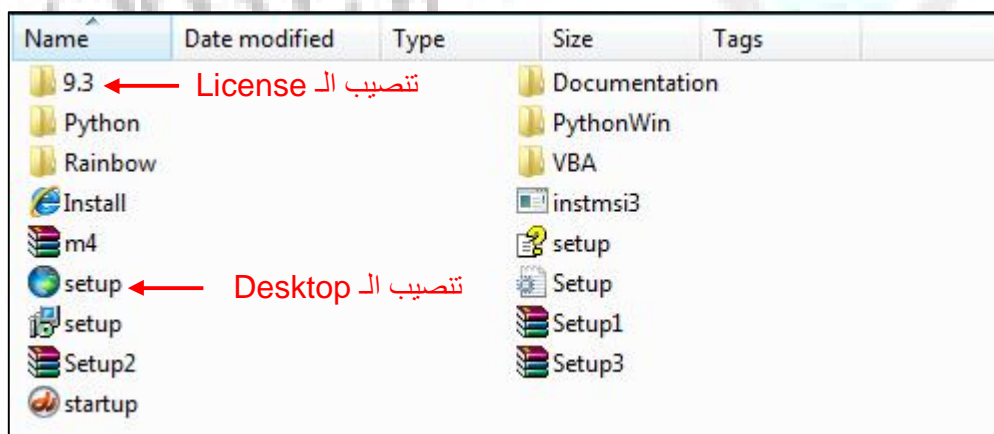 Name Date modified Type Size Tags
9.3 تنصيب الـ License Documentation
Python PythonWin
Rainbow VBA
Install instmsi3
m4 setup
setup تنصيب الـ Desktop Setup
setup Setup1
Setup2 Setup3
startup